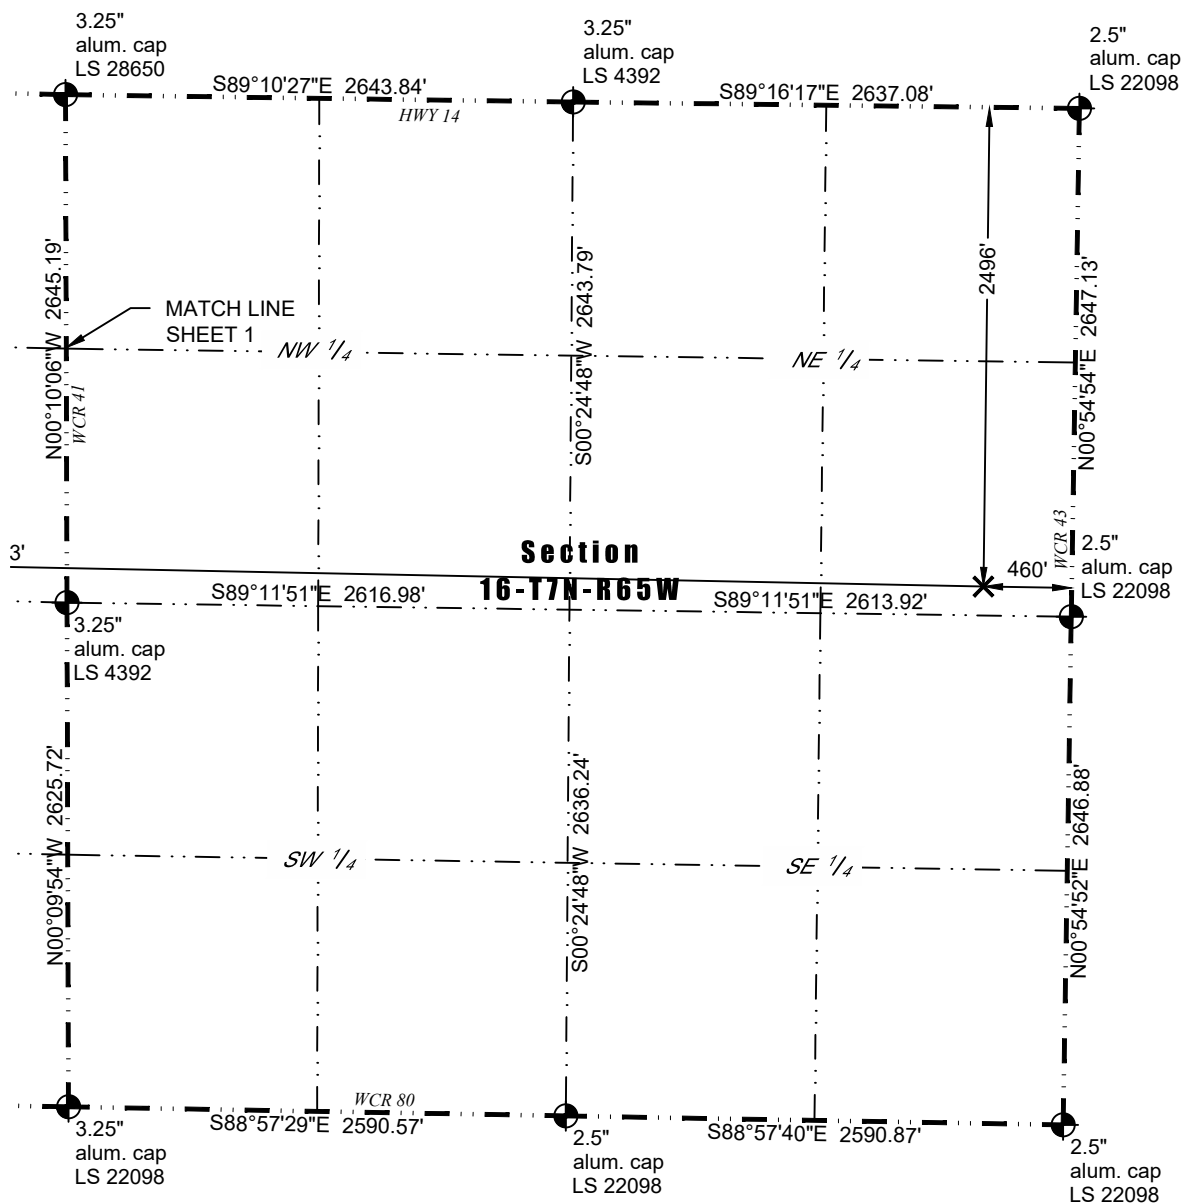 3.25"
alum. cap
LS 28650
3.25"
alum. cap
LS 4392
2.5"
alum. cap
LS 22098
S89°10'27"E 2643.84'
S89°16'17"E 2637.08'
HWY 14
N00°10'06"W 2645.19'
WCR 41
MATCH LINE
SHEET 1
NW 1/4
S00°24'48"W 2643.79'
NE 1/4
2496'
N00°54'54"E 2647.13'
WCR 43
3'
Section
16-T7N-R65W
460'
2.5"
alum. cap
LS 22098
S89°11'51"E 2616.98'
S89°11'51"E 2613.92'
3.25"
alum. cap
LS 4392
N00°09'54"W 2625.72'
SW 1/4
S00°24'48"W 2636.24'
SE 1/4
N00°54'52"E 2646.88'
WCR 80
S88°57'29"E 2590.57'
S88°57'40"E 2590.87'
3.25"
alum. cap
LS 22098
2.5"
alum. cap
LS 22098
2.5"
alum. cap
LS 22098